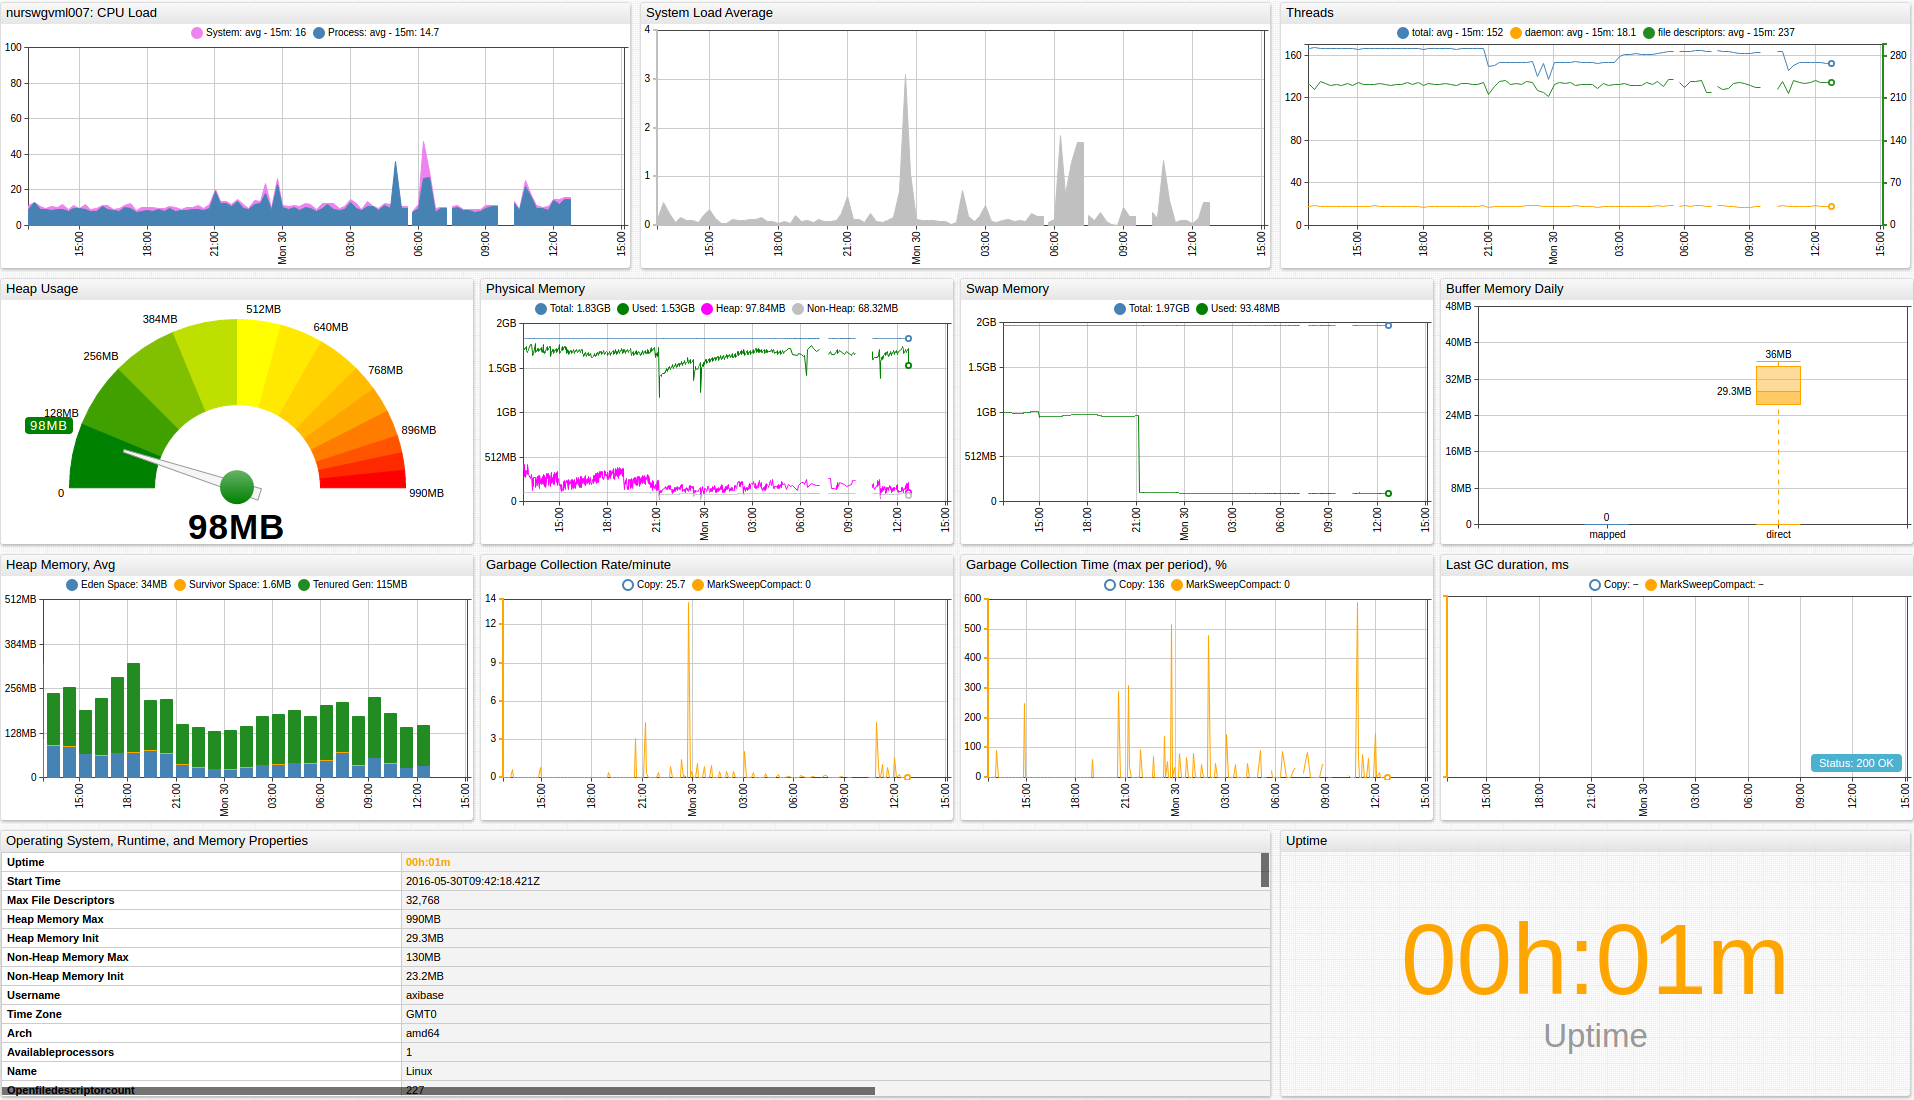 nurswgvml007: CPU Load
System: avg - 15m: 16 Process: avg - 15m: 14.7
100
80
60
40
20
0
15:00 18:00 21:00 Mon 30 03:00 06:00 09:00 12:00 15:00
System Load Average
4
3
2
1
0
15:00 18:00 21:00 Mon 30 03:00 06:00 09:00 12:00 15:00
Threads
total: avg - 15m: 152 daemon: avg - 15m: 18.1 file descriptors: avg - 15m: 237
160 280
120 210
80 140
40 70
0 0
15:00 18:00 21:00 Mon 30 03:00 06:00 09:00 12:00 15:00
Heap Usage
0
128MB
256MB
384MB
512MB
640MB
768MB
896MB
990MB
98MB
98MB
Physical Memory
Total: 1.83GB Used: 1.53GB Heap: 97.84MB Non-Heap: 68.32MB
2GB
1.5GB
1GB
512MB
0
15:00 18:00 21:00 Mon 30 03:00 06:00 09:00 12:00 15:00
Swap Memory
Total: 1.97GB Used: 93.48MB
2GB
1.5GB
1GB
512MB
0
15:00 18:00 21:00 Mon 30 03:00 06:00 09:00 12:00 15:00
Buffer Memory Daily
48MB
40MB
32MB
24MB
16MB
8MB
0
36MB
29.3MB
0
mapped direct
Heap Memory, Avg
Eden Space: 34MB Survivor Space: 1.6MB Tenured Gen: 115MB
512MB
384MB
256MB
128MB
0
15:00 18:00 21:00 Mon 30 03:00 06:00 09:00 12:00 15:00
Garbage Collection Rate/minute
Copy: 25.7 MarkSweepCompact: 0
14
12
9
6
3
0
15:00 18:00 21:00 Mon 30 03:00 06:00 09:00 12:00 15:00
Garbage Collection Time (max per period), %
Copy: 136 MarkSweepCompact: 0
600
500
400
300
200
100
0
15:00 18:00 21:00 Mon 30 03:00 06:00 09:00 12:00 15:00
Last GC duration, ms
Copy: – MarkSweepCompact: –
Status: 200 OK
15:00 18:00 21:00 Mon 30 03:00 06:00 09:00 12:00 15:00
Operating System, Runtime, and Memory Properties
Uptime 00h:01m
Start Time 2016-05-30T09:42:18.421Z
Max File Descriptors 32,768
Heap Memory Max 990MB
Heap Memory Init 29.3MB
Non-Heap Memory Max 130MB
Non-Heap Memory Init 23.2MB
Username axibase
Time Zone GMT0
Arch amd64
Availableprocessors 1
Name Linux
Openfiledescriptorcount 227
Uptime
00h:01m
Uptime